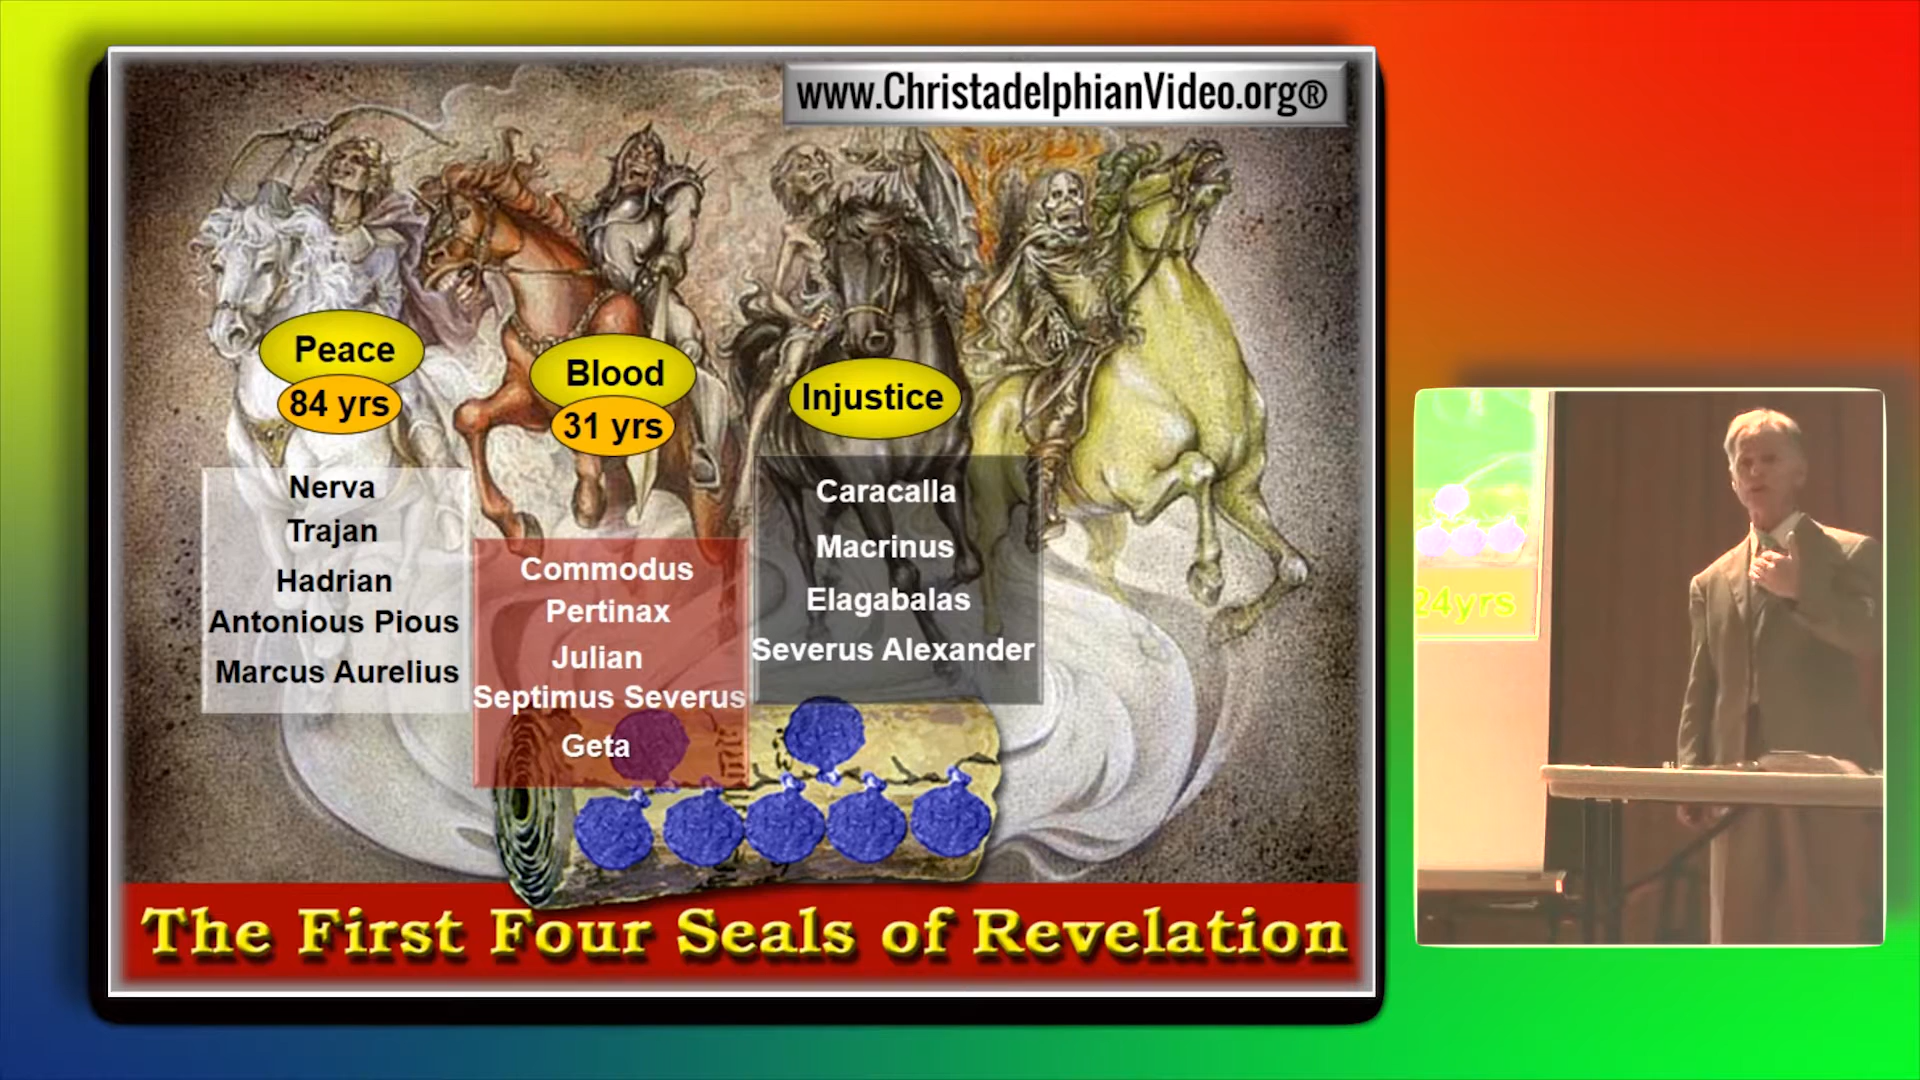 www.ChristadelphianVideo.org®
Peace
84 yrs
Blood
31 yrs
Injustice
Nerva
Trajan
Hadrian
Antonious Pious
Marcus Aurelius
Commodus
Pertinax
Julian
Septimus Severus
Geta
Caracalla
Macrinus
Elagabalas
Severus Alexander
The First Four Seals of Revelation
24yrs